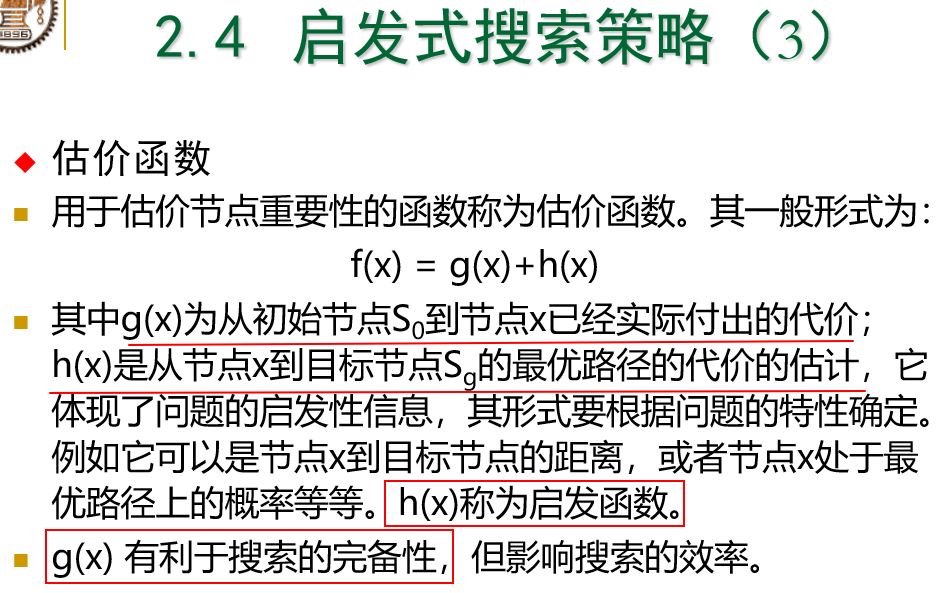 1896
2.4 启发式搜索策略（3）
估价函数
用于估价节点重要性的函数称为估价函数。其一般形式为：
f(x) = g(x)+h(x)
其中g(x)为从初始节点S0到节点x已经实际付出的代价；
h(x)是从节点x到目标节点Sg的最优路径的代价的估计，它
体现了问题的启发性信息，其形式要根据问题的特性确定。
例如它可以是节点x到目标节点的距离，或者节点x处于最
优路径上的概率等等。h(x)称为启发函数。
g(x) 有利于搜索的完备性，但影响搜索的效率。